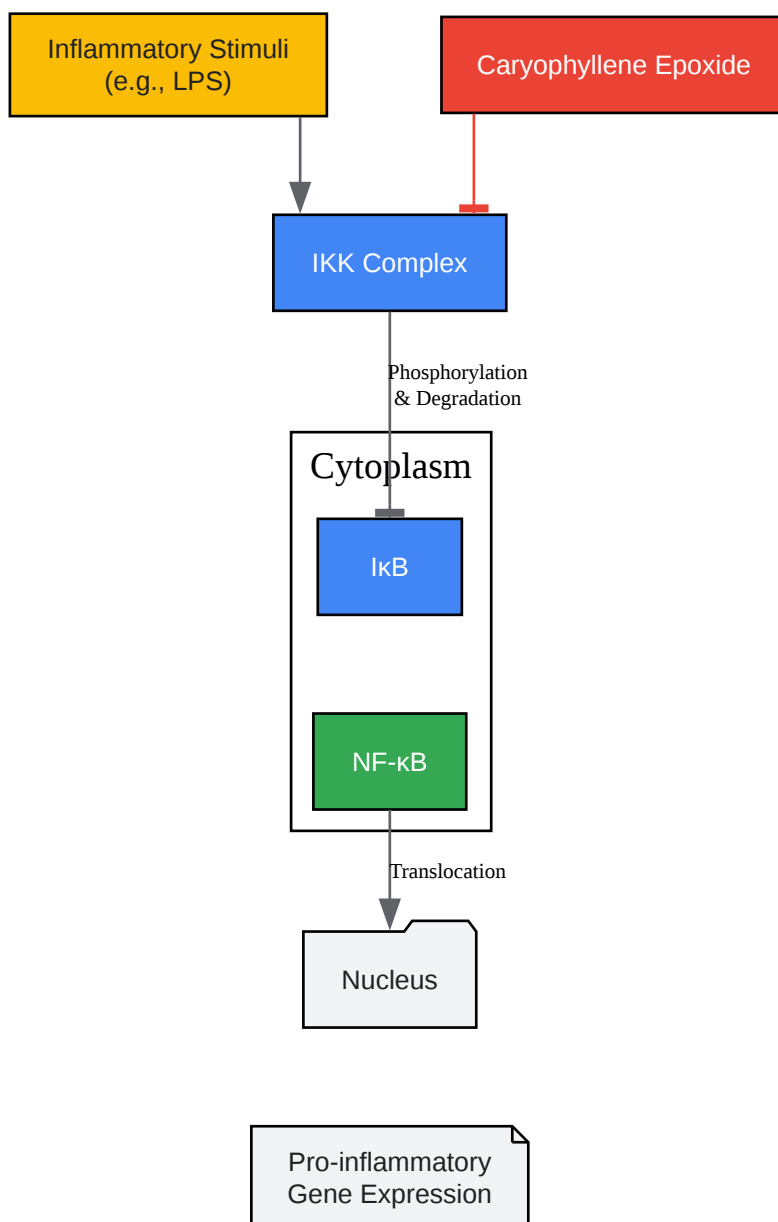 Inflammatory Stimuli
(e.g., LPS)
Caryophyllene Epoxide
IKK Complex
Phosphorylation
& Degradation
Cytoplasm
IκB
NF-κB
Translocation
Nucleus
Pro-inflammatory
Gene Expression